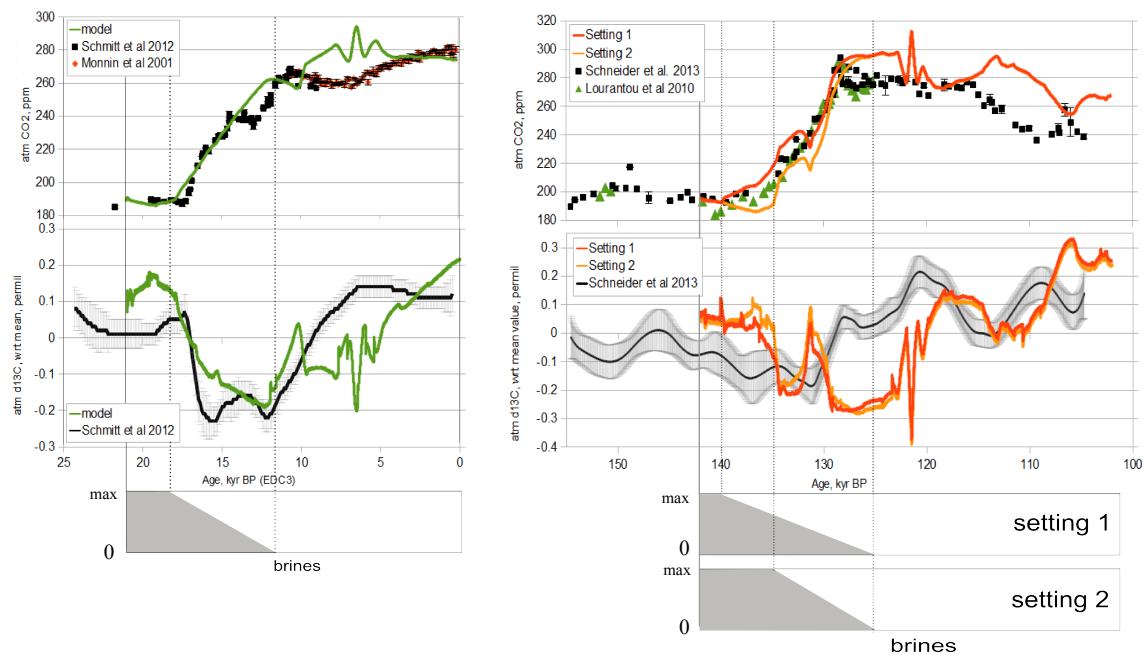 300
280
260
240
220
200
180
atm CO2, ppm
model
Schmitt et al 2012
Monnin et al 2001
0.3
0.2
0.1
0
-0.1
-0.2
-0.3
atm d13C, wrt mean, permil
model
Schmitt et al 2012
25
20
15
10
5
0
Age, kyr BP (EDC3)
max
0
brines
320
300
280
260
240
220
200
180
atm CO2, ppm
Setting 1
Setting 2
Schneider et al. 2013
Lourantou et al 2010
0.3
0.2
0.1
0.0
-0.1
-0.2
-0.3
-0.4
atm d13C, wrt mean value, permil
Setting 1
Setting 2
Schneider et al 2013
150
140
130
120
110
100
Age, kyr BP
max
0
setting 1
max
0
setting 2
brines